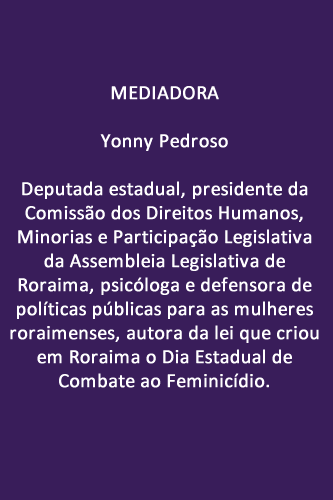 MEDIADORA
Yonny Pedroso
Deputada estadual, presidente da
Comissão dos Direitos Humanos,
Minorias e Participação Legislativa
da Assembleia Legislativa de
Roraima, psicóloga e defensora de
políticas públicas para as mulheres
roraimenses, autora da lei que criou
em Roraima o Dia Estadual de
Combate ao Feminicídio.